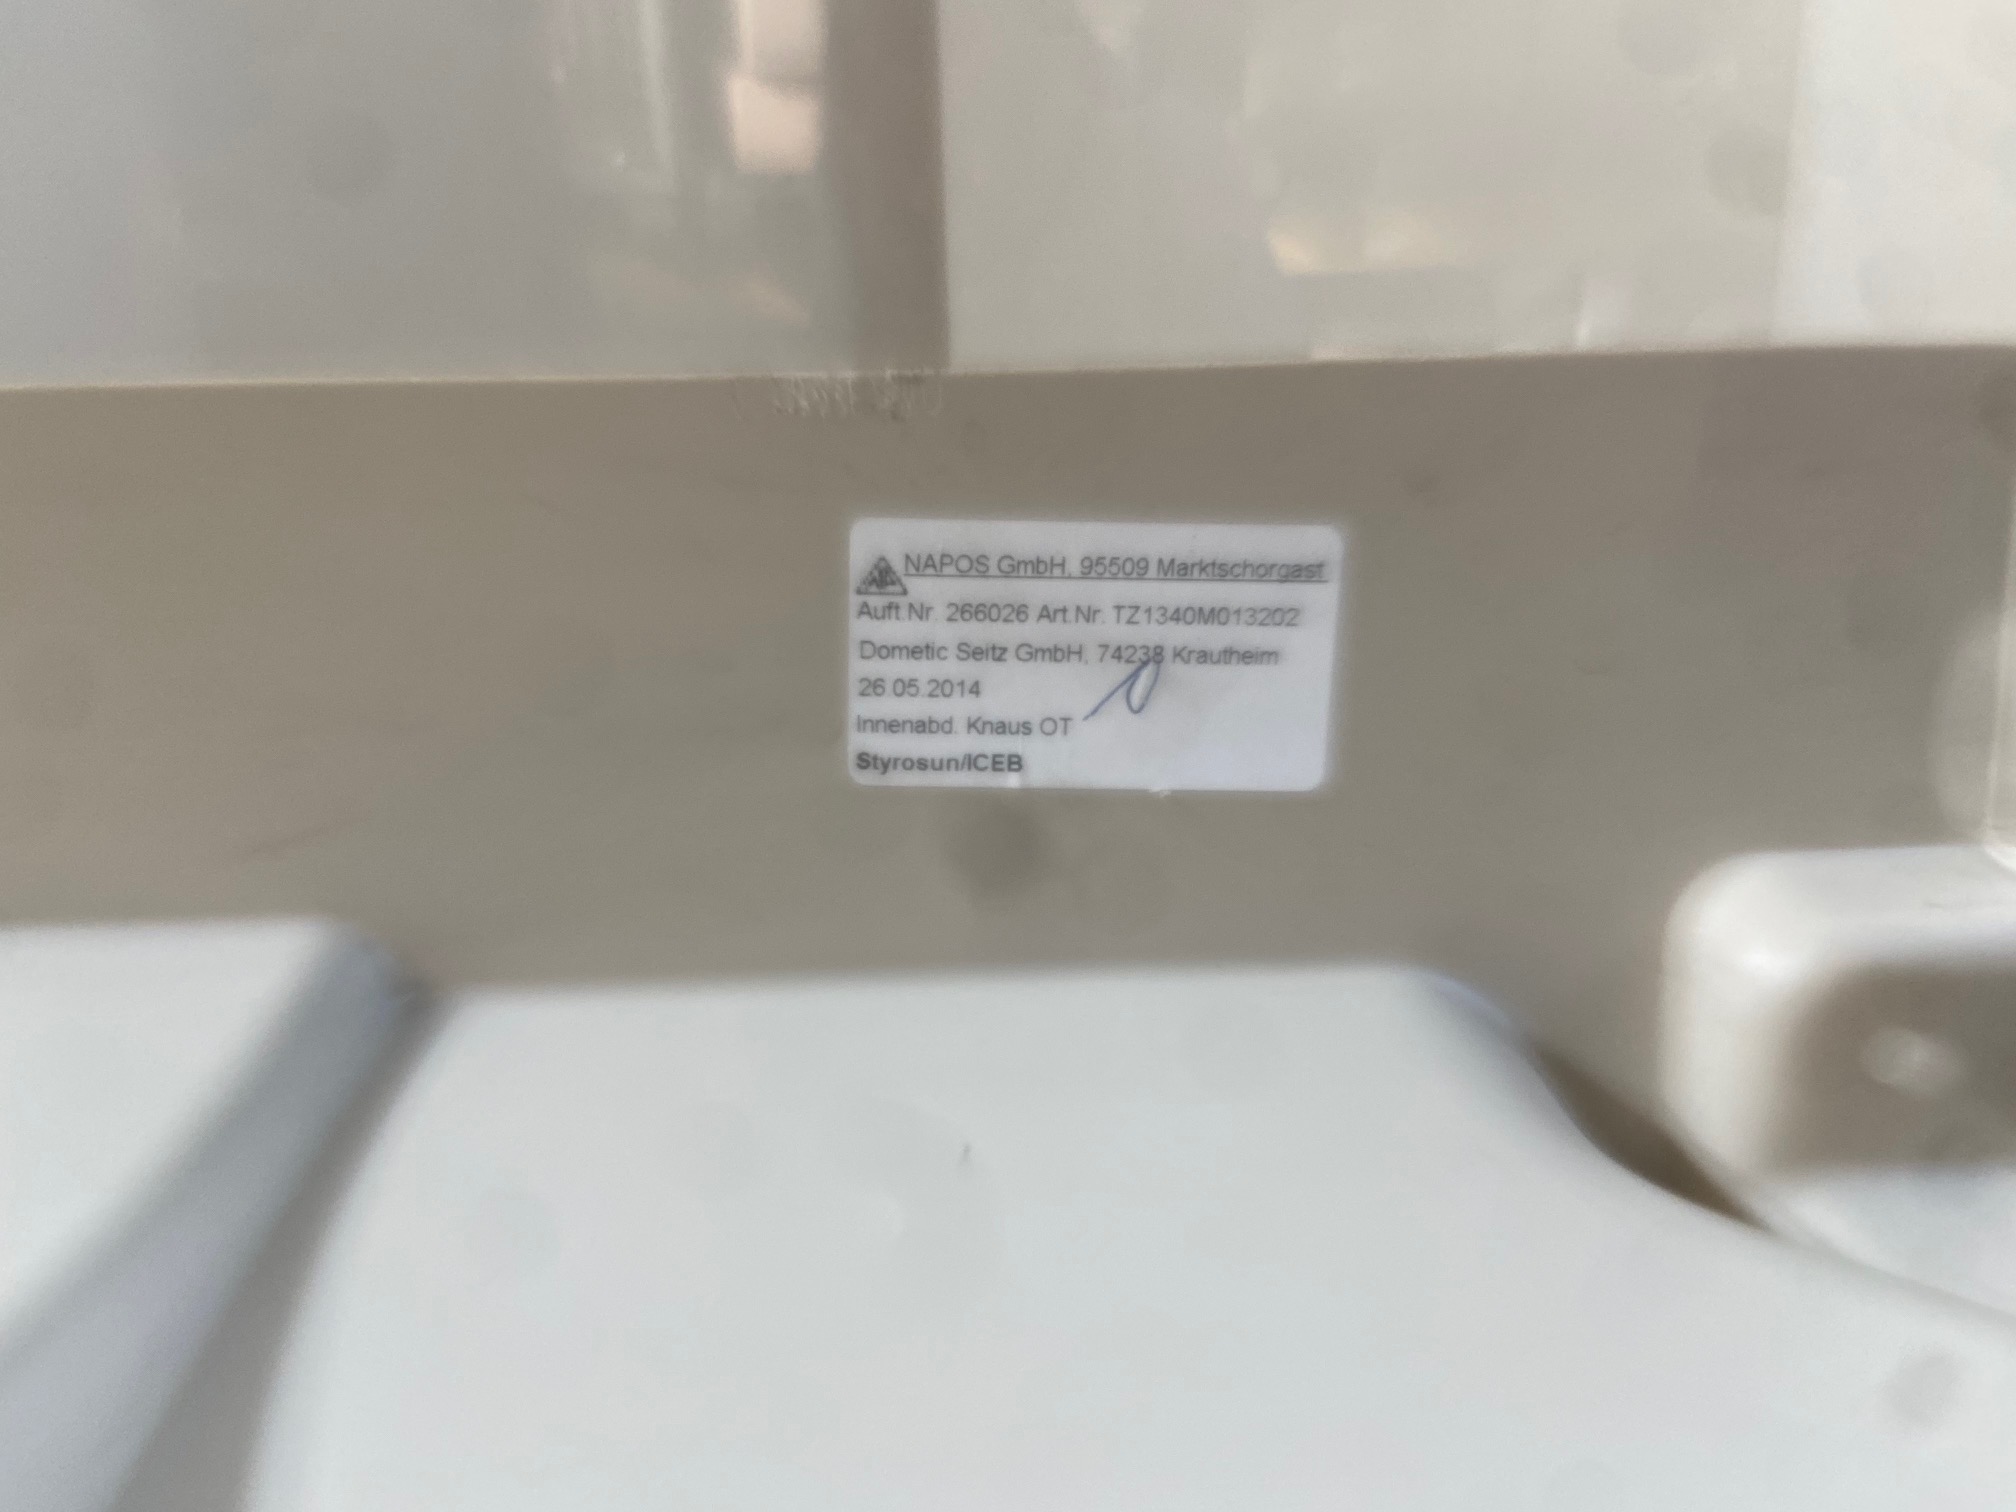 NAPOS GmbH, 95509 Marktschorgast
Auft.Nr. 266026 Art.Nr. TZ1340M013202
Dometic Seitz GmbH, 74238 Krautheim
26.05.2014
Innenabd. Knaus OT
Styrosun/ICEB